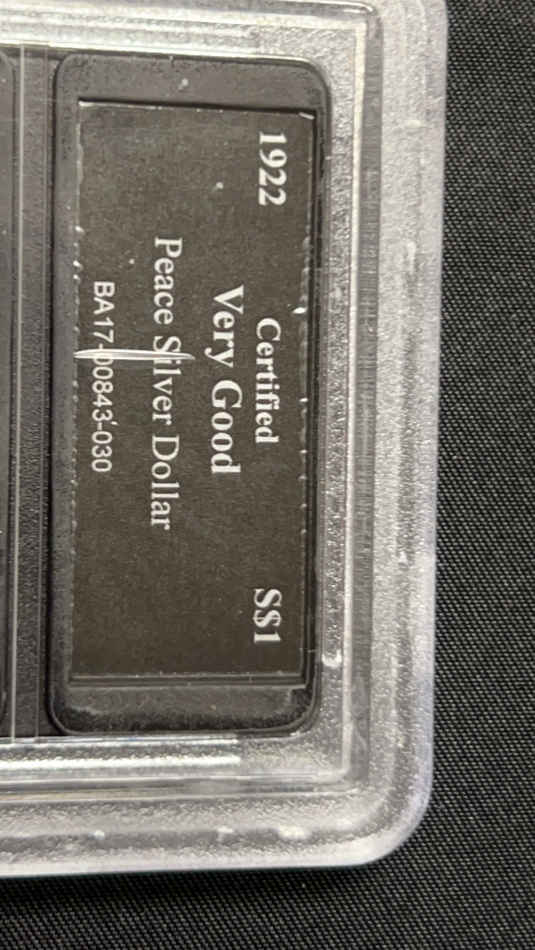 1922 S$1
Certified
Very Good
Peace Silver Dollar
BA17-00843-030